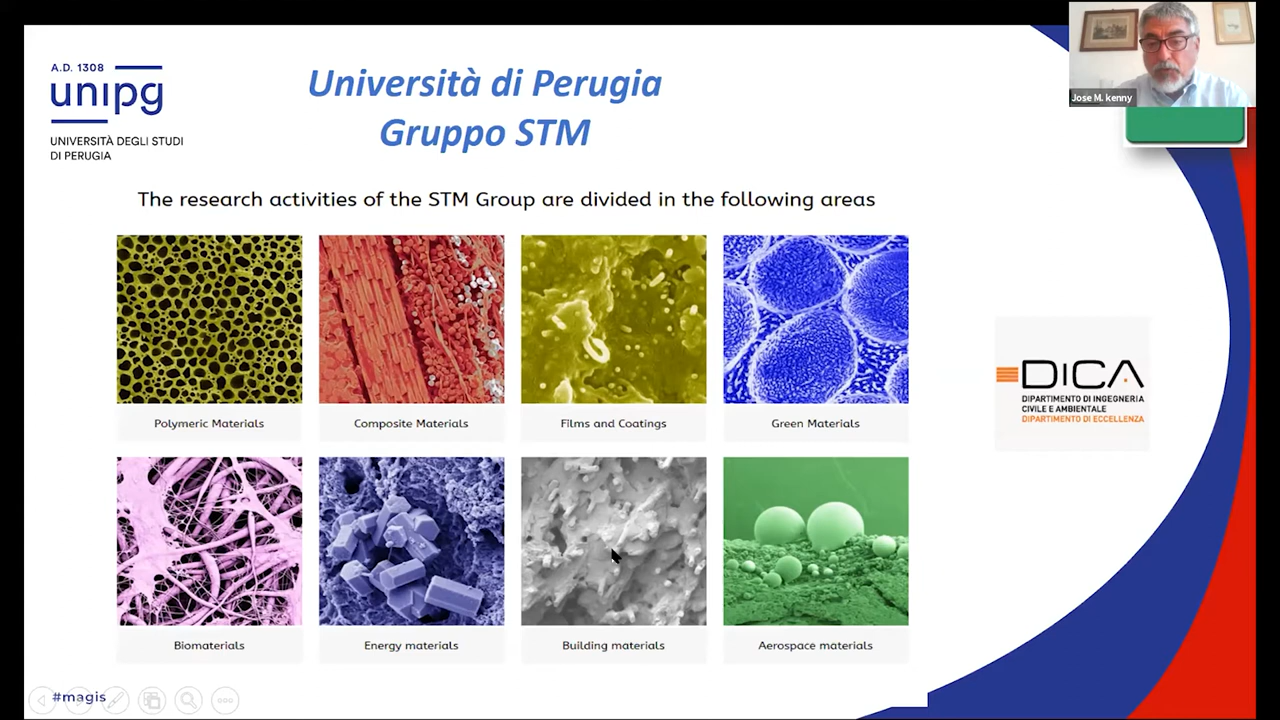 A.D. 1308
unipg
UNIVERSITÀ DEGLI STUDI
DI PERUGIA
Università di Perugia
Gruppo STM
Jose M. kenny
The research activities of the STM Group are divided in the following areas
Polymeric Materials
Composite Materials
Films and Coatings
Green Materials
DICA
DIPARTIMENTO DI INGEGNERIA
CIVILE E AMBIENTALE
DIPARTIMENTO DI ECCELLENZA
Biomaterials
Energy materials
Building materials
Aerospace materials
#magis